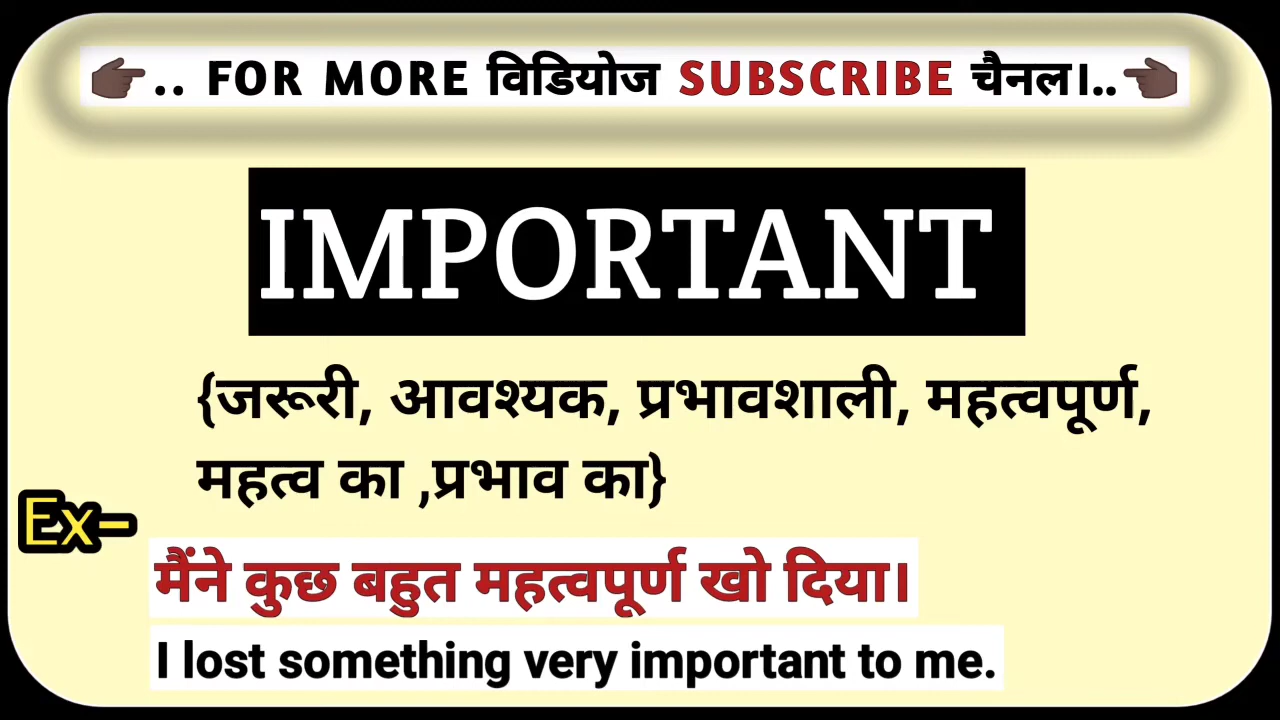 👉🏿.. FOR MORE विडियोज SUBSCRIBE चैनल।..👈🏿
IMPORTANT
{जरूरी, आवश्यक, प्रभावशाली, महत्वपूर्ण,
महत्व का ,प्रभाव का}
Ex-
मैंने कुछ बहुत महत्वपूर्ण खो दिया।
I lost something very important to me.